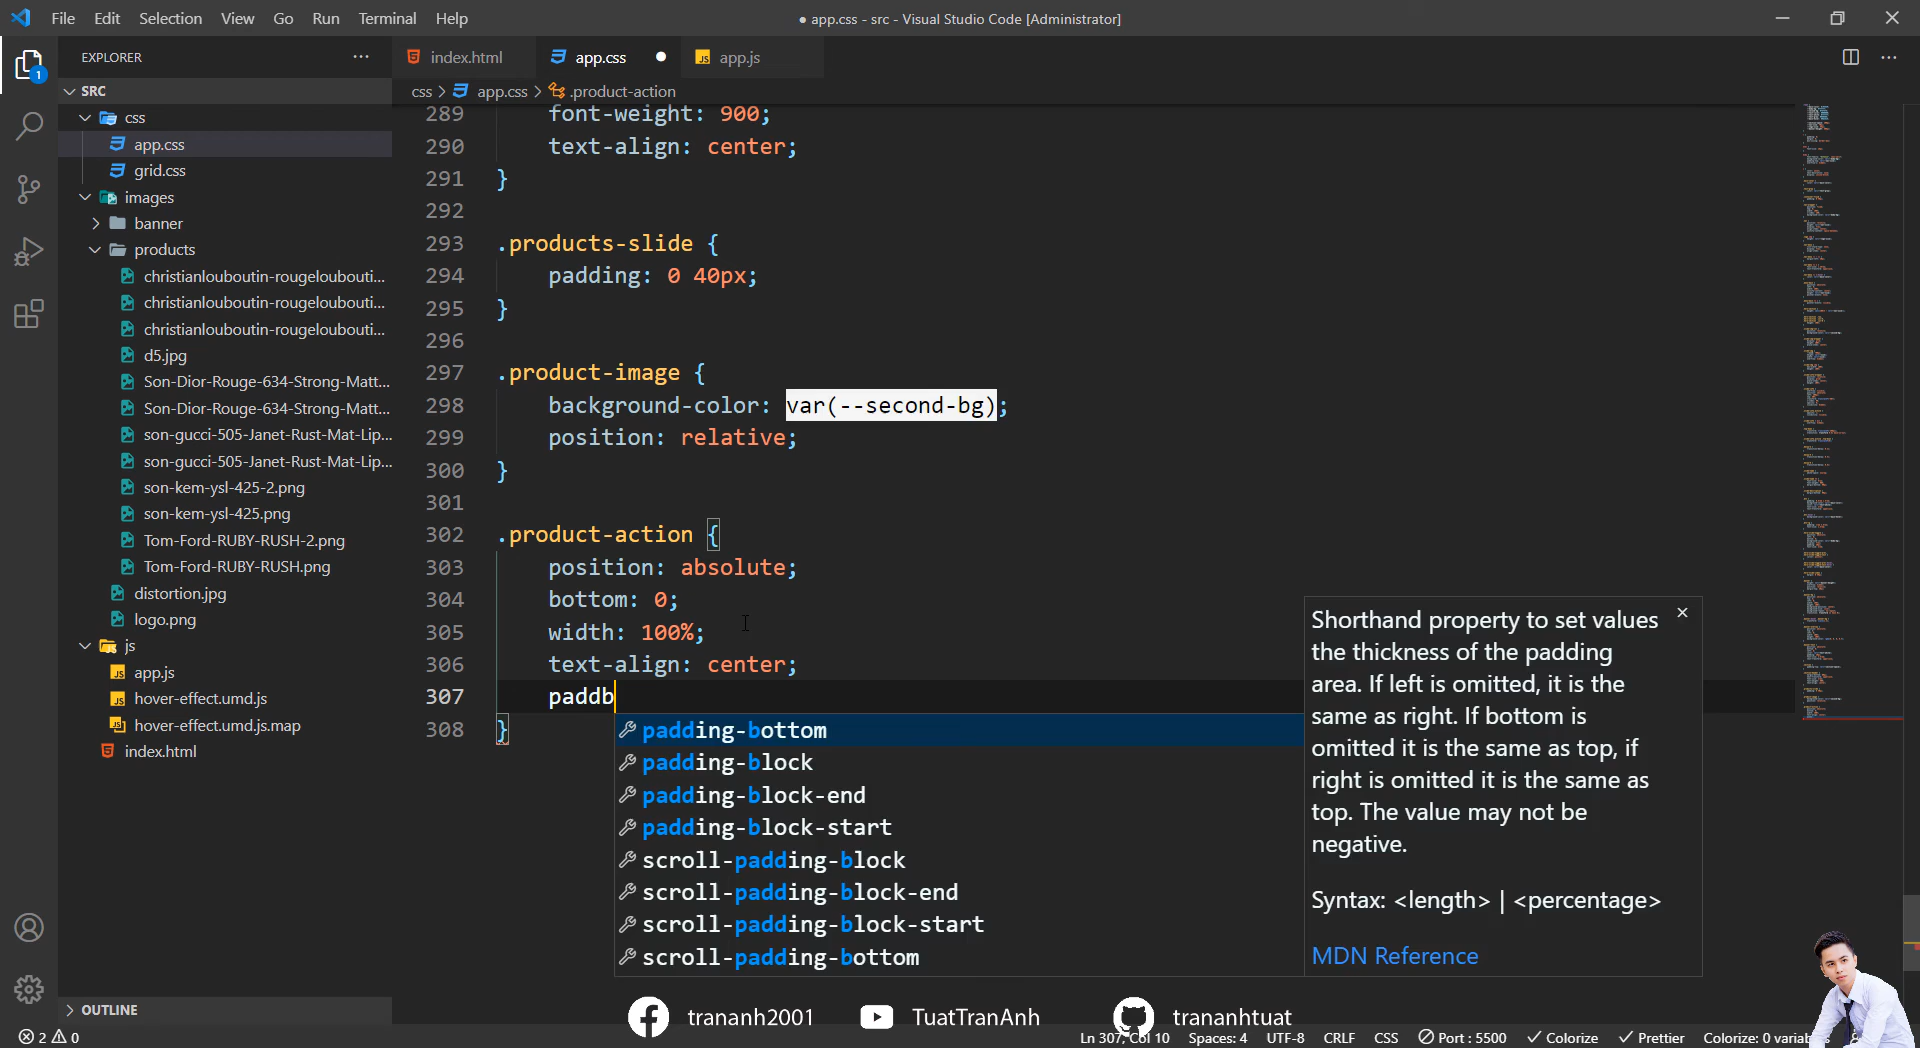 File Edit Selection View Go Run Terminal Help
● app.css - src - Visual Studio Code [Administrator]
EXPLORER
index.html
app.css
app.js
SRC
css > app.css > .product-action
css
app.css
grid.css
images
banner
products
christianlouboutin-rougeloubouti...
christianlouboutin-rougeloubouti...
christianlouboutin-rougeloubouti...
d5.jpg
Son-Dior-Rouge-634-Strong-Matt...
Son-Dior-Rouge-634-Strong-Matt...
son-gucci-505-Janet-Rust-Mat-Lip...
son-gucci-505-Janet-Rust-Mat-Lip...
son-kem-ysl-425-2.png
son-kem-ysl-425.png
Tom-Ford-RUBY-RUSH-2.png
Tom-Ford-RUBY-RUSH.png
distortion.jpg
logo.png
js
app.js
hover-effect.umd.js
hover-effect.umd.js.map
index.html
OUTLINE
1
289 font-weight: 900;
290 text-align: center;
291 }
292
293 .products-slide {
294 padding: 0 40px;
295 }
296
297 .product-image {
298 background-color: var(--second-bg);
299 position: relative;
300 }
301
302 .product-action {
303 position: absolute;
304 bottom: 0;
305 width: 100%;
306 text-align: center;
307 paddb
308 }
padding-bottom
padding-block
padding-block-end
padding-block-start
scroll-padding-block
scroll-padding-block-end
scroll-padding-block-start
scroll-padding-bottom
Shorthand property to set values
the thickness of the padding
area. If left is omitted, it is the
same as right. If bottom is
omitted it is the same as top, if
right is omitted it is the same as
top. The value may not be
negative.
Syntax: <length> | <percentage>
MDN Reference
trananh2001
TuatTranAnh
trananhtuat
2 0
Ln 307, Col 10 Spaces: 4 UTF-8 CRLF CSS Port : 5500 Colorize Prettier Colorize: 0